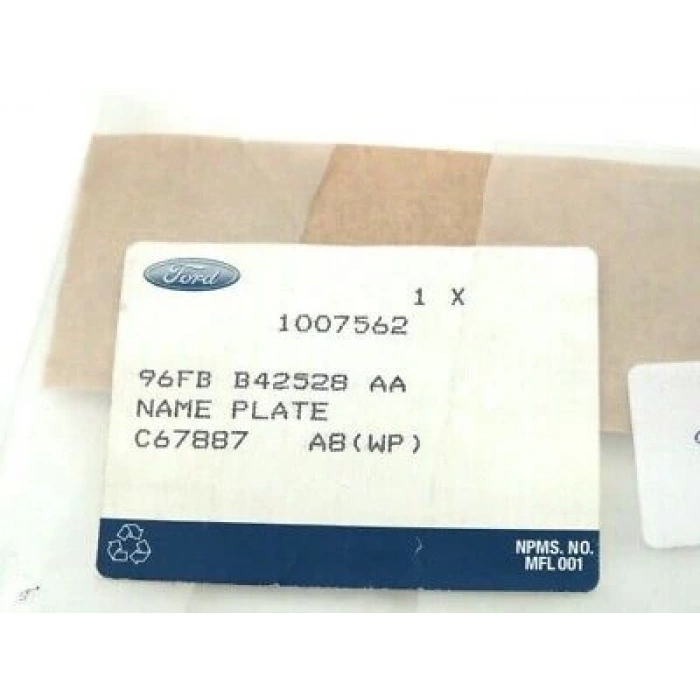 Ford
1 X
1007562
96FB B42528 AA
NAME PLATE
C67887 A8(WP)
NPMS. NO.
MFL 001